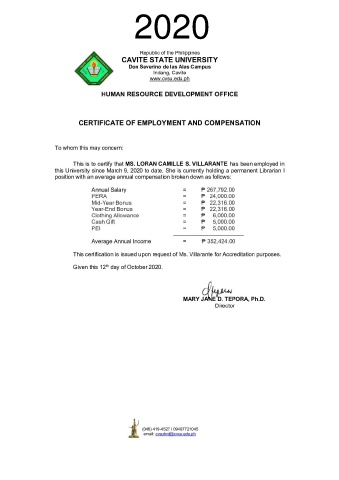 2020
Republic of the Philippines
CAVITE STATE UNIVERSITY
Don Severino de las Alas Campus
Indang, Cavite
www.cvsu.edu.ph
HUMAN RESOURCE DEVELOPMENT OFFICE
CERTIFICATE OF EMPLOYMENT AND COMPENSATION
To whom this may concern:
This is to certify that MS. LORAN CAMILLE S. VILLARANTE has been employed in
this University since March 9, 2020 to date. She is currently holding a permanent Librarian I
position with an average annual compensation broken down as follows:
Annual Salary = ₱ 267,792.00
PERA = ₱ 24,000.00
Mid-Year Bonus = ₱ 22,316.00
Year-End Bonus = ₱ 22,316.00
Clothing Allowance = ₱ 6,000.00
Cash Gift = ₱ 5,000.00
PEI = ₱ 5,000.00
Average Annual Income = ₱ 352,424.00
This certification is issued upon request of Ms. Villarante for Accreditation purposes.
Given this 12th day of October 2020.
MARY JANE D. TEPORA, Ph.D.
Director
(046) 419-4527 / 09407721045
email: